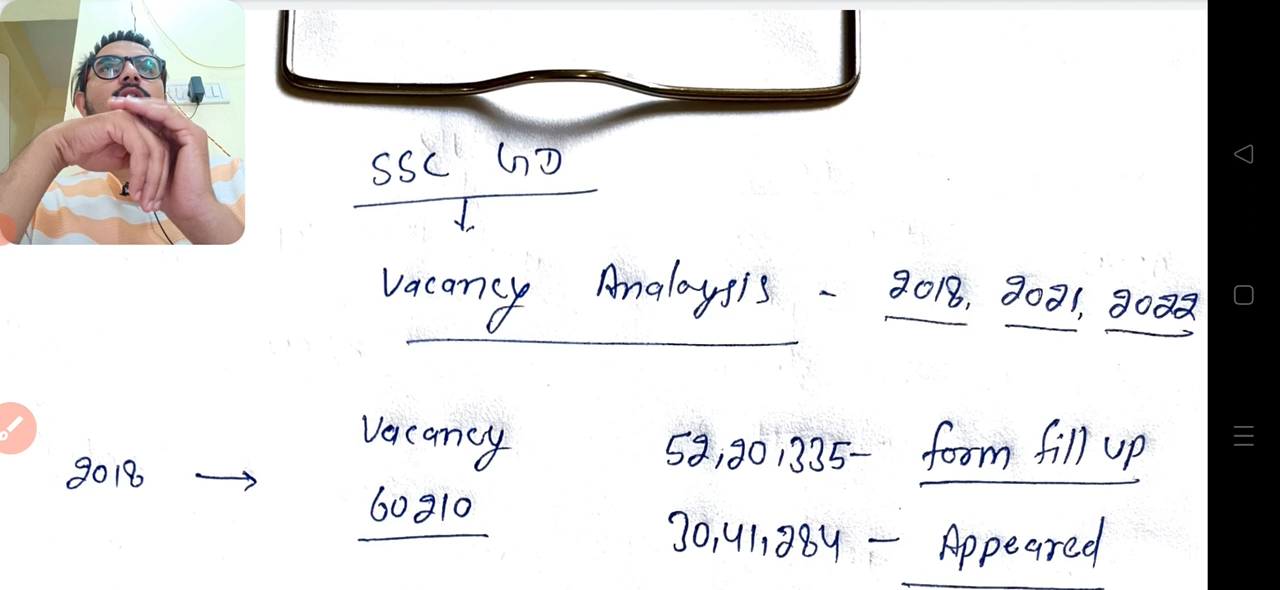 SSC GD
↓
Vacancy Analaysis - 2018, 2021, 2022
2018 → Vacancy 60210
52,20,335- form fill up
30,41,284 - Appeared